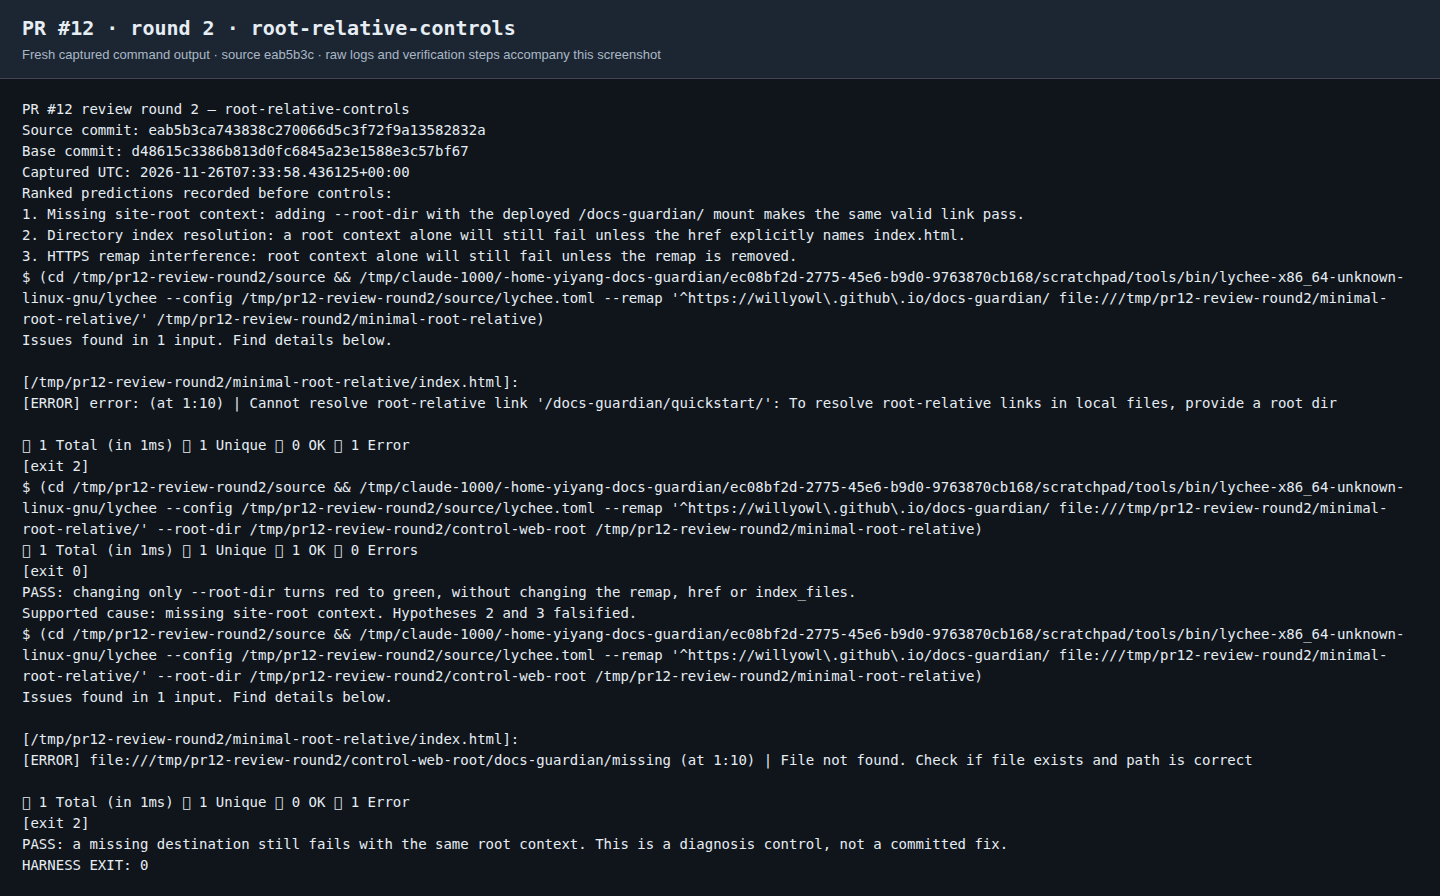 PR #12 · round 2 · root-relative-controls
Fresh captured command output · source eab5b3c · raw logs and verification steps accompany this screenshot
PR #12 review round 2 — root-relative-controls
Source commit: eab5b3ca743838c270066d5c3f72f9a13582832a
Base commit: d48615c3386b813d0fc6845a23e1588e3c57bf67
Captured UTC: 2026-11-26T07:33:58.436125+00:00
Ranked predictions recorded before controls:
1. Missing site-root context: adding --root-dir with the deployed /docs-guardian/ mount makes the same valid link pass.
2. Directory index resolution: a root context alone will still fail unless the href explicitly names index.html.
3. HTTPS remap interference: root context alone will still fail unless the remap is removed.
$ (cd /tmp/pr12-review-round2/source && /tmp/claude-1000/-home-yiyang-docs-guardian/ec08bf2d-2775-45e6-b9d0-9763870cb168/scratchpad/tools/bin/lychee-x86_64-unknown-
linux-gnu/lychee --config /tmp/pr12-review-round2/source/lychee.toml --remap '^https://willyowl\.github\.io/docs-guardian/ file:///tmp/pr12-review-round2/minimal-
root-relative/' /tmp/pr12-review-round2/minimal-root-relative)
Issues found in 1 input. Find details below.
[/tmp/pr12-review-round2/minimal-root-relative/index.html]:
[ERROR] error: (at 1:10) | Cannot resolve root-relative link '/docs-guardian/quickstart/': To resolve root-relative links in local files, provide a root dir
1 Total (in 1ms) 1 Unique 0 OK 1 Error
[exit 2]
$ (cd /tmp/pr12-review-round2/source && /tmp/claude-1000/-home-yiyang-docs-guardian/ec08bf2d-2775-45e6-b9d0-9763870cb168/scratchpad/tools/bin/lychee-x86_64-unknown-
linux-gnu/lychee --config /tmp/pr12-review-round2/source/lychee.toml --remap '^https://willyowl\.github\.io/docs-guardian/ file:///tmp/pr12-review-round2/minimal-
root-relative/' --root-dir /tmp/pr12-review-round2/control-web-root /tmp/pr12-review-round2/minimal-root-relative)
1 Total (in 1ms) 1 Unique 1 OK 0 Errors
[exit 0]
PASS: changing only --root-dir turns red to green, without changing the remap, href or index_files.
Supported cause: missing site-root context. Hypotheses 2 and 3 falsified.
$ (cd /tmp/pr12-review-round2/source && /tmp/claude-1000/-home-yiyang-docs-guardian/ec08bf2d-2775-45e6-b9d0-9763870cb168/scratchpad/tools/bin/lychee-x86_64-unknown-
linux-gnu/lychee --config /tmp/pr12-review-round2/source/lychee.toml --remap '^https://willyowl\.github\.io/docs-guardian/ file:///tmp/pr12-review-round2/minimal-
root-relative/' --root-dir /tmp/pr12-review-round2/control-web-root /tmp/pr12-review-round2/minimal-root-relative)
Issues found in 1 input. Find details below.
[/tmp/pr12-review-round2/minimal-root-relative/index.html]:
[ERROR] file:///tmp/pr12-review-round2/control-web-root/docs-guardian/missing (at 1:10) | File not found. Check if file exists and path is correct
1 Total (in 1ms) 1 Unique 0 OK 1 Error
[exit 2]
PASS: a missing destination still fails with the same root context. This is a diagnosis control, not a committed fix.
HARNESS EXIT: 0